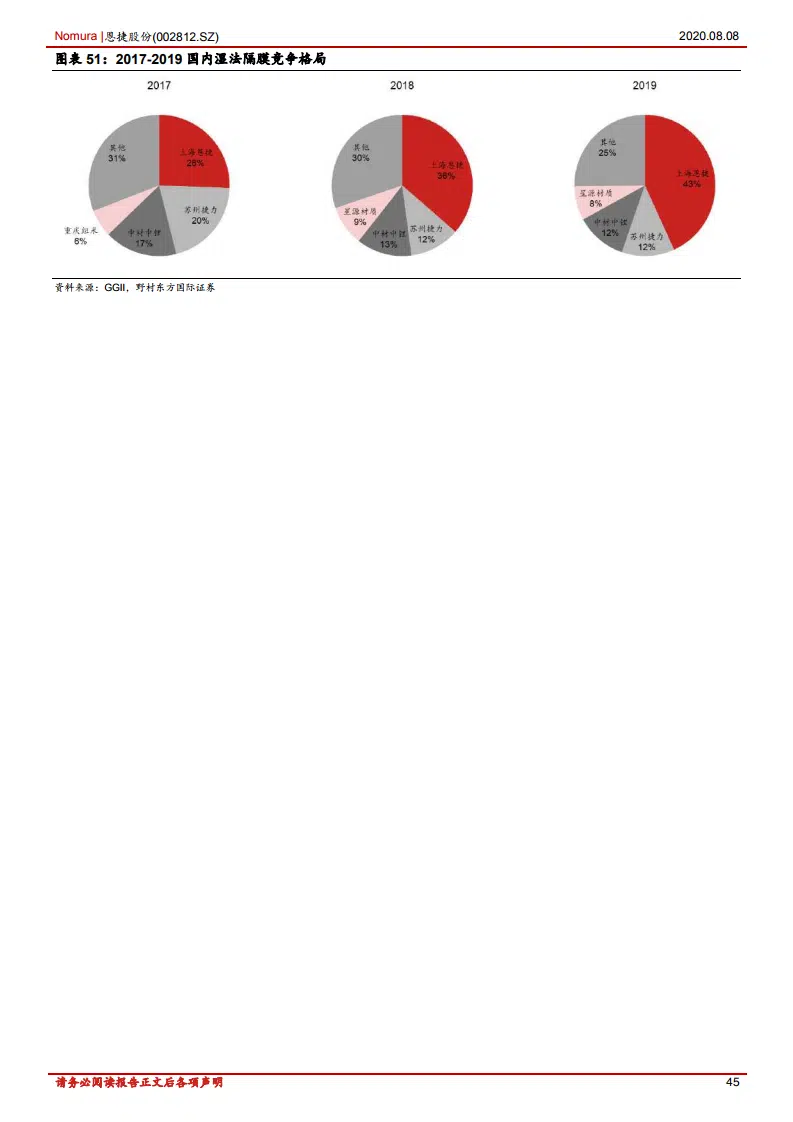 Nomura |恩捷股份(002812.SZ)
2020.08.08
图表 51：2017-2019 国内湿法隔膜竞争格局
2017
2018
2019
其他
31%
上海恩捷
26%
苏州捷力
20%
中材中锂
17%
重庆纽米
6%
其他
30%
上海恩捷
36%
苏州捷力
12%
中材中锂
13%
星源材质
9%
其他
25%
上海恩捷
43%
苏州捷力
12%
中材中锂
12%
星源材质
8%
资料来源：GGII，野村东方国际证券
请务必阅读报告正文后各项声明
45